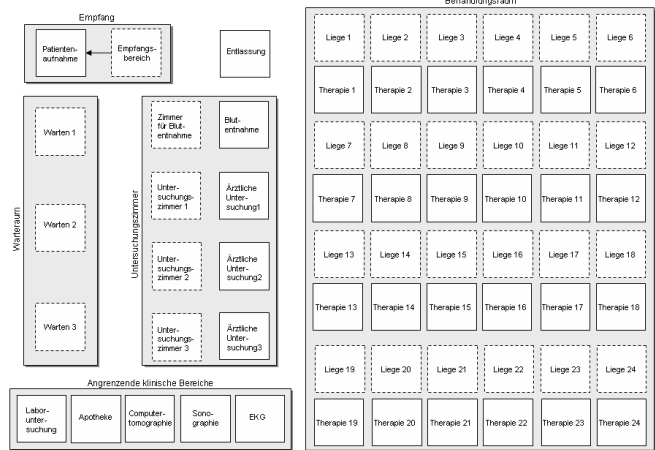 Empfang
Patienten-
aufnahme
Empfangs-
bereich
Entlassung
Warteraum
Warten 1
Warten 2
Warten 3
Untersuchungszimmer
Zimmer
für Blut-
entnahme
Blut-
entnahme
Unter-
suchungs-
zimmer 1
Ärztliche
Unter-
suchung1
Unter-
suchungs-
zimmer 2
Ärztliche
Unter-
suchung2
Unter-
suchungs-
zimmer 3
Ärztliche
Unter-
suchung3
Angrenzende klinische Bereiche
Labor-
unter-
suchung
Apotheke
Computer-
tomographie
Sono-
graphie
EKG
Behandlungsraum
Liege 1 Liege 2 Liege 3 Liege 4 Liege 5 Liege 6
Therapie 1 Therapie 2 Therapie 3 Therapie 4 Therapie 5 Therapie 6
Liege 7 Liege 8 Liege 9 Liege 10 Liege 11 Liege 12
Therapie 7 Therapie 8 Therapie 9 Therapie 10 Therapie 11 Therapie 12
Liege 13 Liege 14 Liege 15 Liege 16 Liege 17 Liege 18
Therapie 13 Therapie 14 Therapie 15 Therapie 16 Therapie 17 Therapie 18
Liege 19 Liege 20 Liege 21 Liege 22 Liege 23 Liege 24
Therapie 19 Therapie 20 Therapie 21 Therapie 22 Therapie 23 Therapie 24